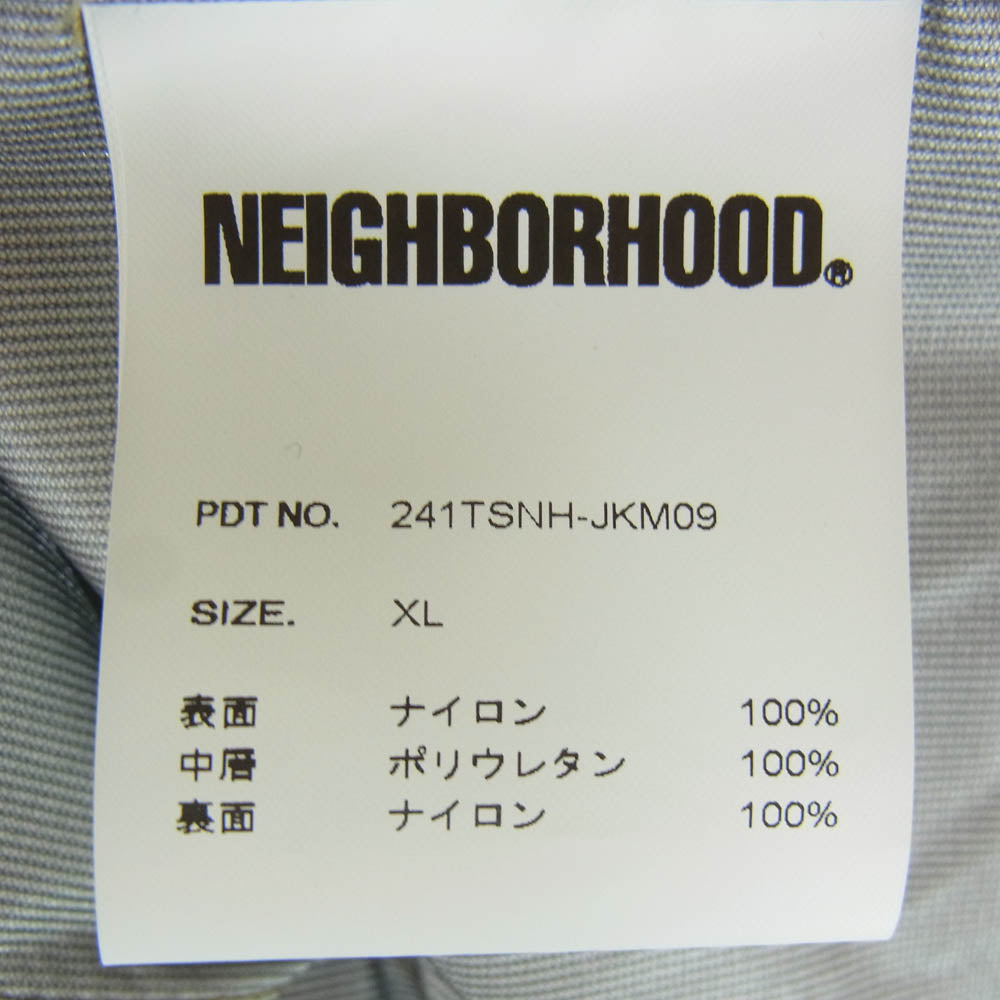 NEIGHBORHOOD®
PDT NO. 241TSNH-JKM09
SIZE. XL
表面 ナイロン 100%
中層 ポリウレタン 100%
裏面 ナイロン 100%